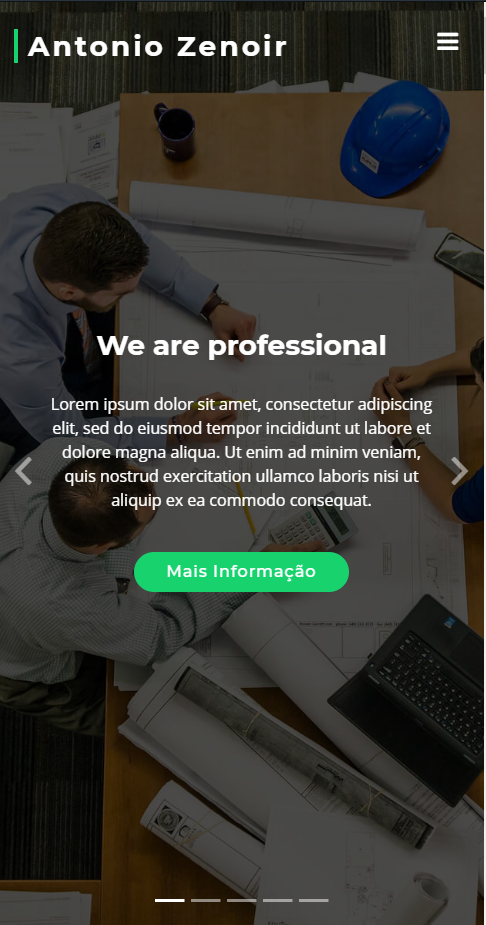 Antonio Zenoir
We are professional
Lorem ipsum dolor sit amet, consectetur adipiscing
elit, sed do eiusmod tempor incididunt ut labore et
dolore magna aliqua. Ut enim ad minim veniam,
quis nostrud exercitation ullamco laboris nisi ut
aliquip ex ea commodo consequat.
Mais Informação